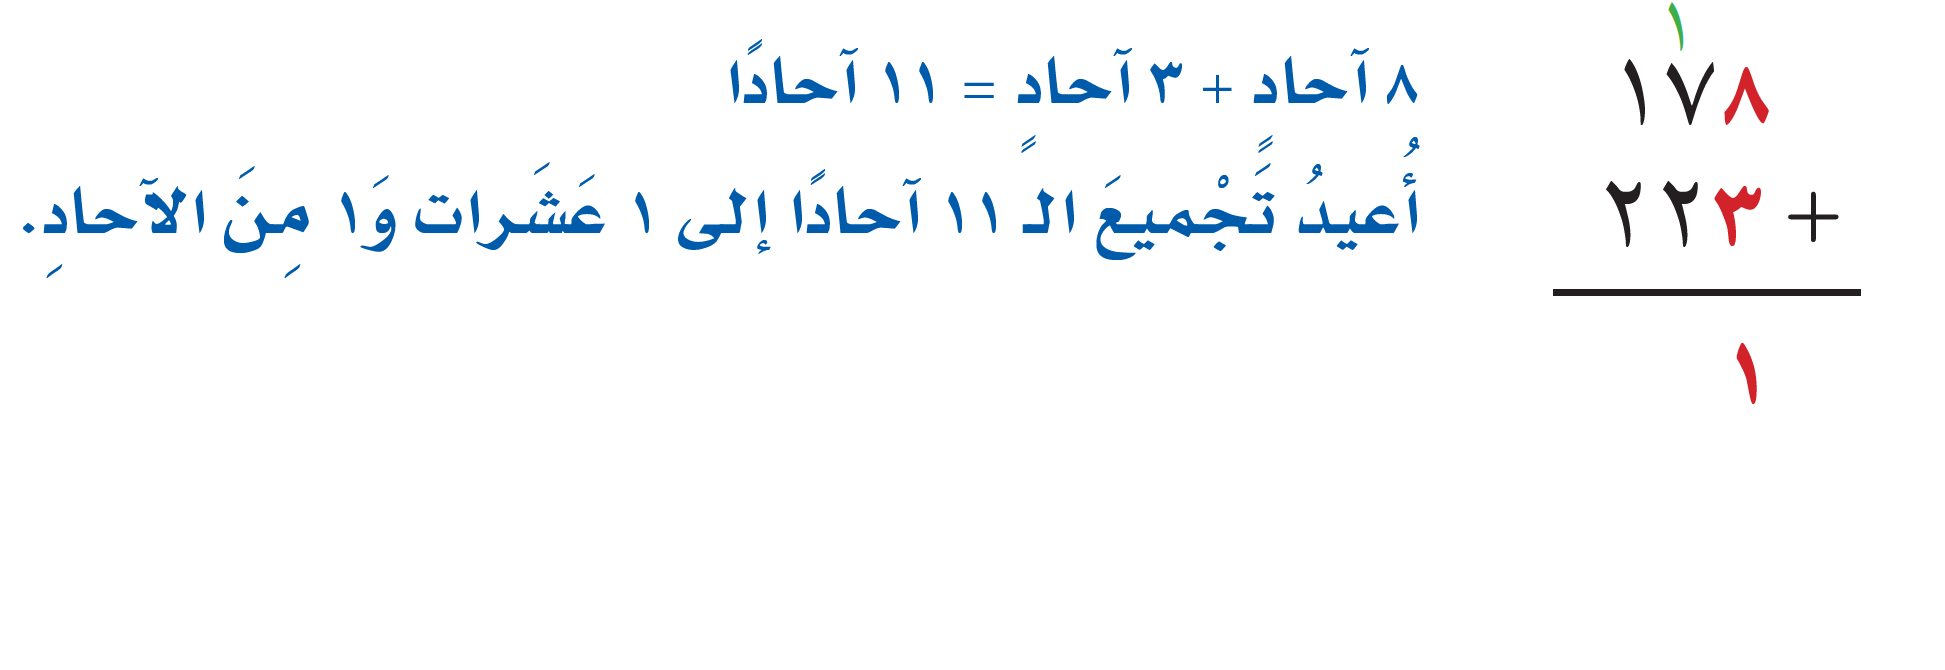 ١
١٧٨
+ ٢٢٣
١
٨ آحادٍ + ٣ آحادٍ = ١١ آحادًا
أُعيدُ تَجْميعَ الـ ١١ آحادًا إلى ١ عَشَرات وَ١ مِنَ الآحادِ.